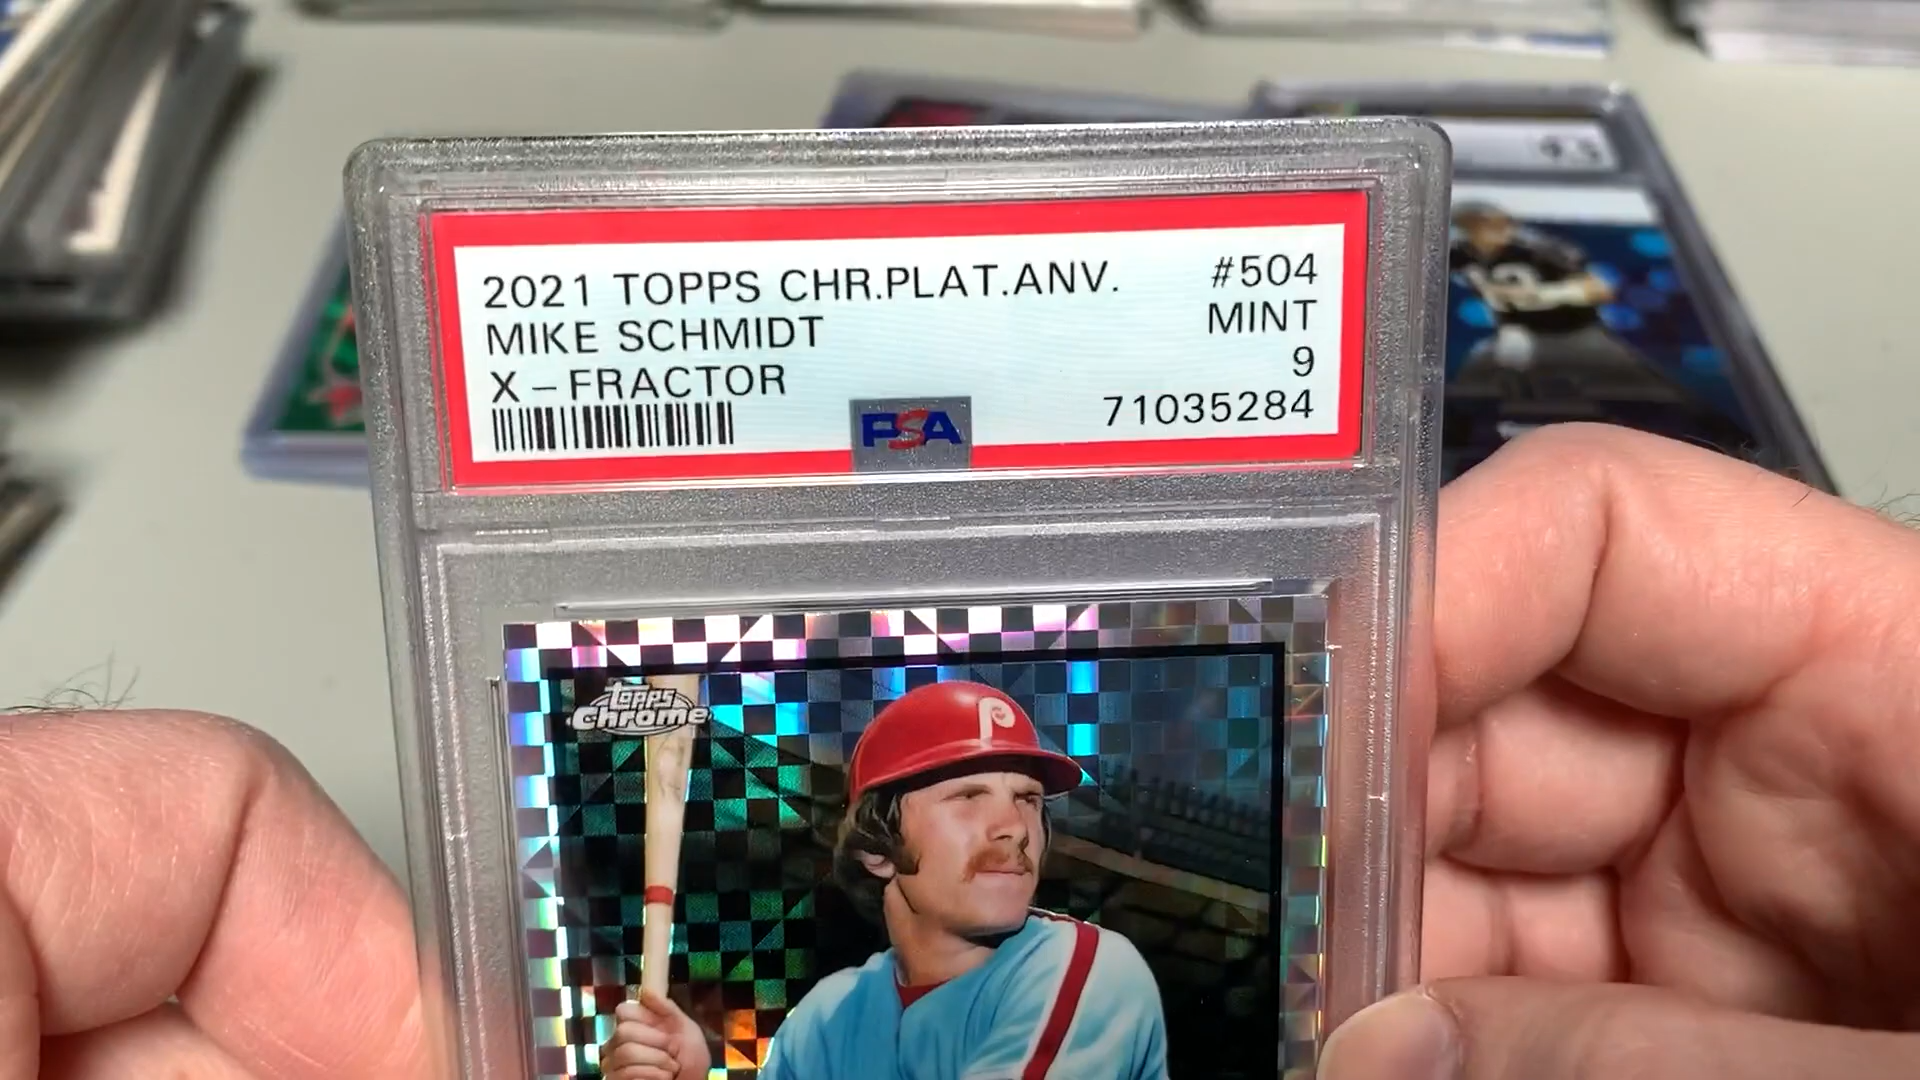 2021 TOPPS CHR.PLAT.ANV. #504
MIKE SCHMIDT MINT
X-FRACTOR 9
PSA 71035284
topps
Chrome
P